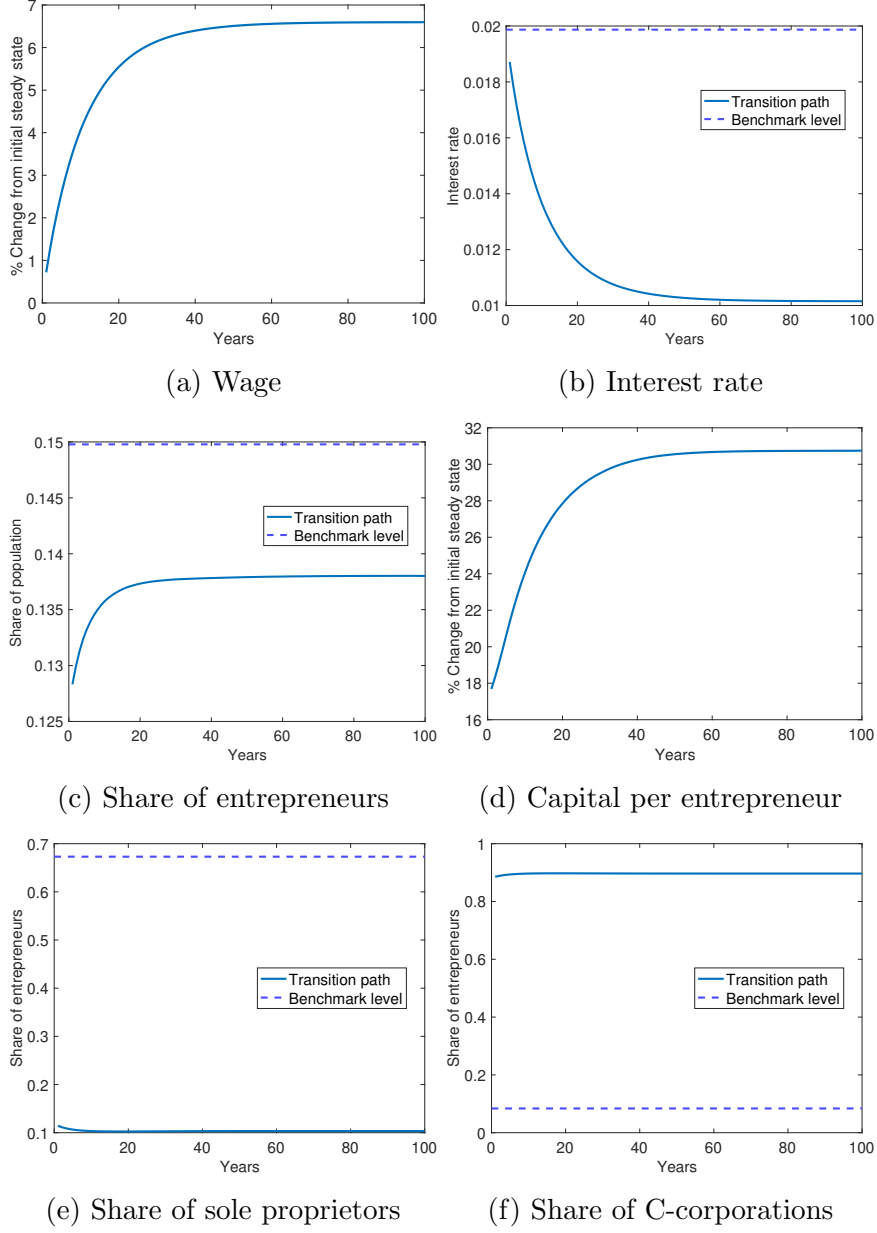 % Change from initial steady state
7
6
5
4
3
2
1
0
0 20 40 60 80 100
Years
(a) Wage
Interest rate
0.02
0.018
0.016
0.014
0.012
0.01
Transition path
Benchmark level
0 20 40 60 80 100
Years
(b) Interest rate
Share of population
0.15
0.145
0.14
0.135
0.13
0.125
Transition path
Benchmark level
0 20 40 60 80 100
Years
(c) Share of entrepreneurs
% Change from initial steady state
32
30
28
26
24
22
20
18
16
0 20 40 60 80 100
Years
(d) Capital per entrepreneur
Share of entrepreneurs
0.7
0.6
0.5
0.4
0.3
0.2
0.1
Transition path
Benchmark level
0 20 40 60 80 100
Years
(e) Share of sole proprietors
Share of entrepreneurs
1
0.8
0.6
0.4
0.2
0
Transition path
Benchmark level
0 20 40 60 80 100
Years
(f) Share of C-corporations